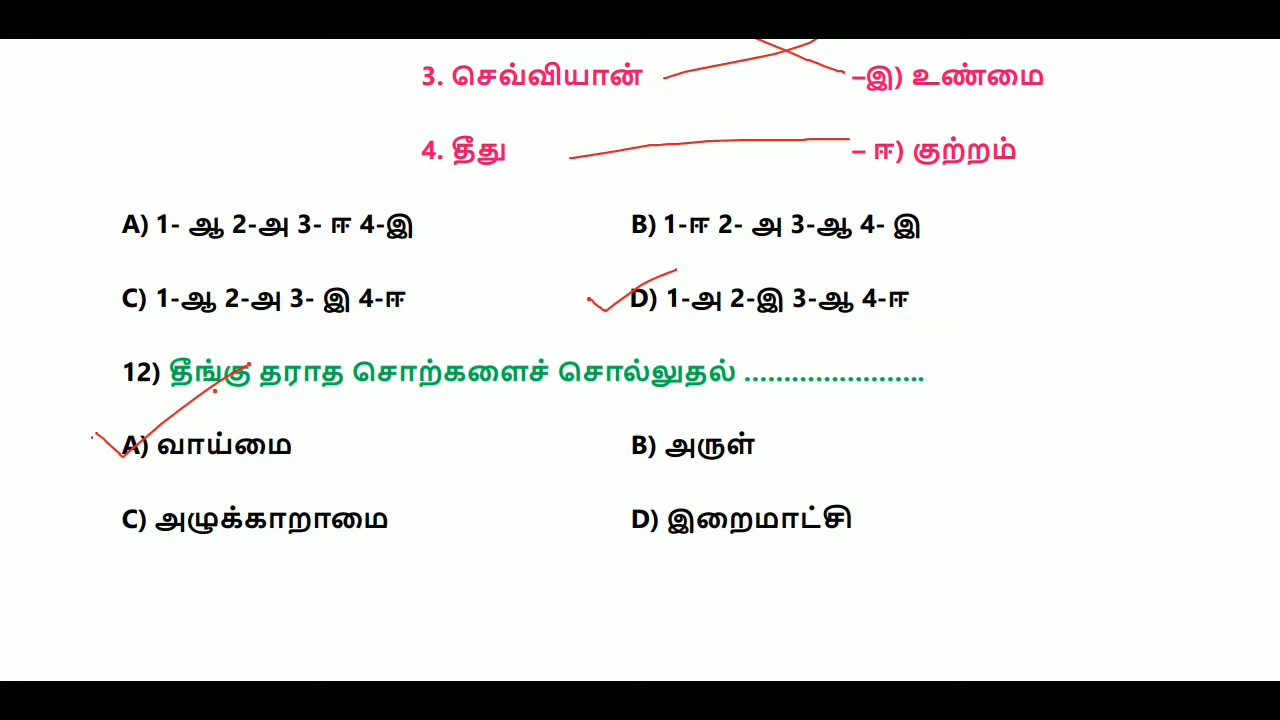 3. செவ்வியான் –இ) உண்மை
4. தீது – ஈ) குற்றம்
A) 1- ஆ 2-அ 3- ஈ 4-இ B) 1-ஈ 2- அ 3-ஆ 4- இ
C) 1-ஆ 2-அ 3- இ 4-ஈ D) 1-அ 2-இ 3-ஆ 4-ஈ
12) தீங்கு தராத சொற்களைச் சொல்லுதல் .......................
A) வாய்மை B) அருள்
C) அழுக்காறாமை D) இறைமாட்சி